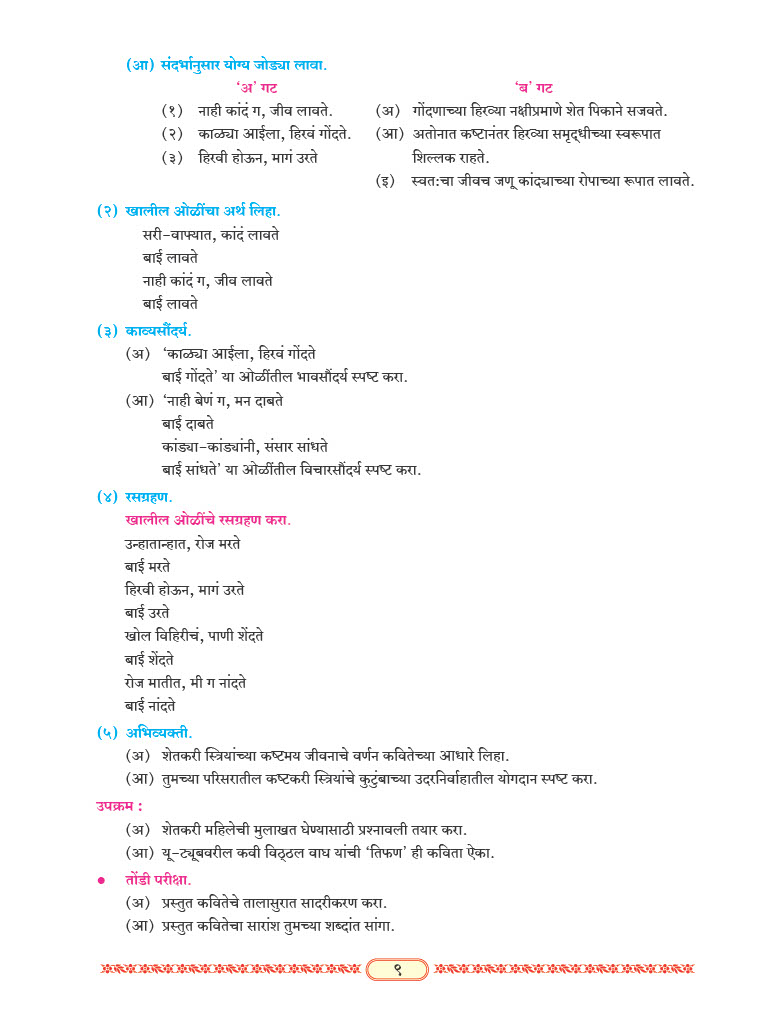 (आ) संदर्भानुसार योग्य जोड्या लावा.
‘अ’ गट ‘ब’ गट
(१) नाही कांदं ग, जीव लावते. (अ) गोंदणाच्या हिरव्या नक्षीप्रमाणे शेत पिकाने सजवते.
(२) काळ्या आईला, हिरवं गोंदते. (आ) अतोनात कष्टानंतर हिरव्या समृद्धीच्या स्वरूपात
(३) हिरवी होऊन, मागं उरते शिल्लक राहते.
(इ) स्वत:चा जीवच जणू कांद्याच्या रोपाच्या रूपात लावते.
(२) खालील ओळींचा अर्थ लिहा.
सरी-वाफ्यात, कांदं लावते
बाई लावते
नाही कांदं ग, जीव लावते
बाई लावते
(३) काव्यसौंदर्य.
(अ) ‘काळ्या आईला, हिरवं गोंदते
बाई गोंदते’ या ओळींतील भावसौंदर्य स्पष्ट करा.
(आ) ‘नाही बेणं ग, मन दाबते
बाई दाबते
कांड्या-कांड्यांनी, संसार सांधते
बाई सांधते’ या ओळींतील विचारसौंदर्य स्पष्ट करा.
(४) रसग्रहण.
खालील ओळींचे रसग्रहण करा.
उन्हातान्हात, रोज मरते
बाई मरते
हिरवी होऊन, मागं उरते
बाई उरते
खोल विहिरीचं, पाणी शेंदते
बाई शेंदते
रोज मातीत, मी ग नांदते
बाई नांदते
(५) अभिव्यक्ती.
(अ) शेतकरी स्त्रियांच्या कष्टमय जीवनाचे वर्णन कवितेच्या आधारे लिहा.
(आ) तुमच्या परिसरातील कष्टकरी स्त्रियांचे कुटुंबाच्या उदरनिर्वाहातील योगदान स्पष्ट करा.
उपक्रम :
(अ) शेतकरी महिलेची मुलाखत घेण्यासाठी प्रश्नावली तयार करा.
(आ) यू-ट्यूबवरील कवी विठ्ठल वाघ यांची ‘तिफण’ ही कविता ऐका.
• तोंडी परीक्षा.
(अ) प्रस्तुत कवितेचे तालासुरात सादरीकरण करा.
(आ) प्रस्तुत कवितेचा सारांश तुमच्या शब्दांत सांगा.
९